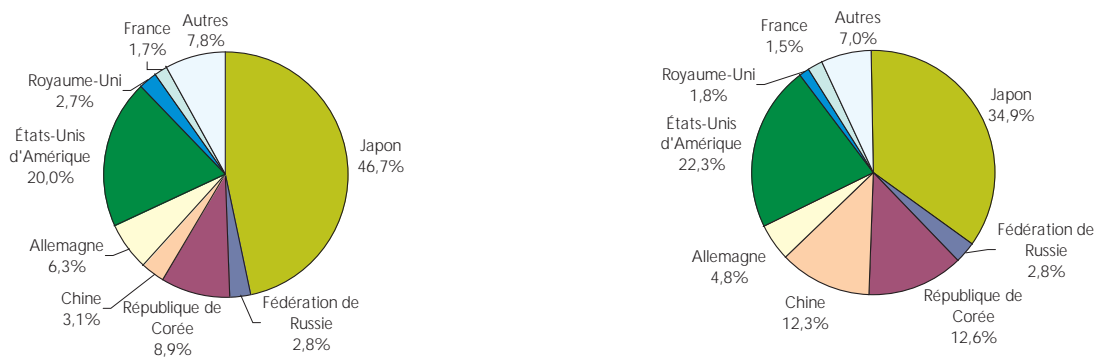 Autres
7,8%
France
1,7%
Royaume-Uni
2,7%
États-Unis
d'Amérique
20,0%
Allemagne
6,3%
Chine
3,1%
République de
Corée
8,9%
Fédération de
Russie
2,8%
Japon
46,7%
Autres
7,0%
France
1,5%
Royaume-Uni
1,8%
États-Unis
d'Amérique
22,3%
Allemagne
4,8%
Chine
12,3%
République de
Corée
12,6%
Fédération de
Russie
2,8%
Japon
34,9%